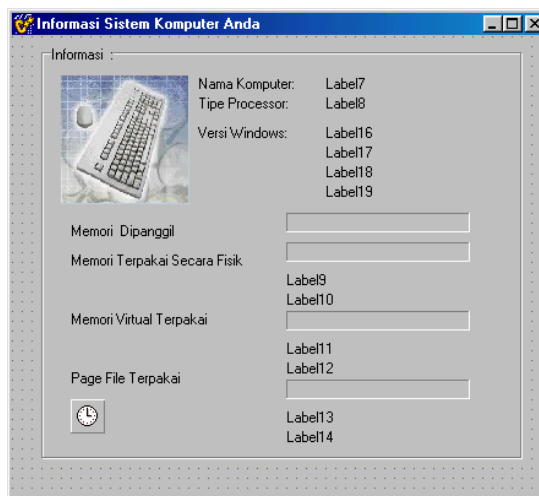 Informasi Sistem Komputer Anda
Informasi :
Nama Komputer: Label7
Tipe Processor: Label8
Versi Windows: Label16
Label17
Label18
Label19
Memori Dipanggil
Memori Terpakai Secara Fisik
Label9
Label10
Memori Virtual Terpakai
Label11
Label12
Page File Terpakai
Label13
Label14